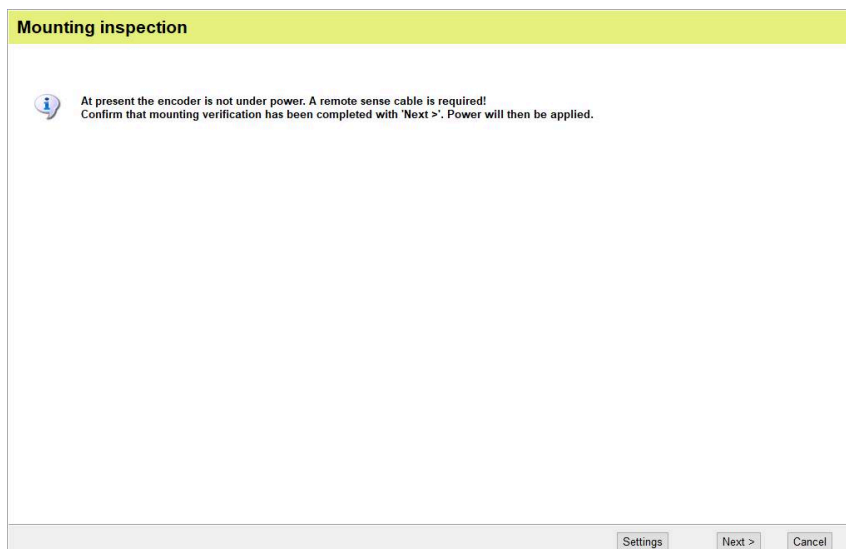 Mounting inspection
At present the encoder is not under power. A remote sense cable is required!
Confirm that mounting verification has been completed with 'Next >'. Power will then be applied.
Settings Next > Cancel